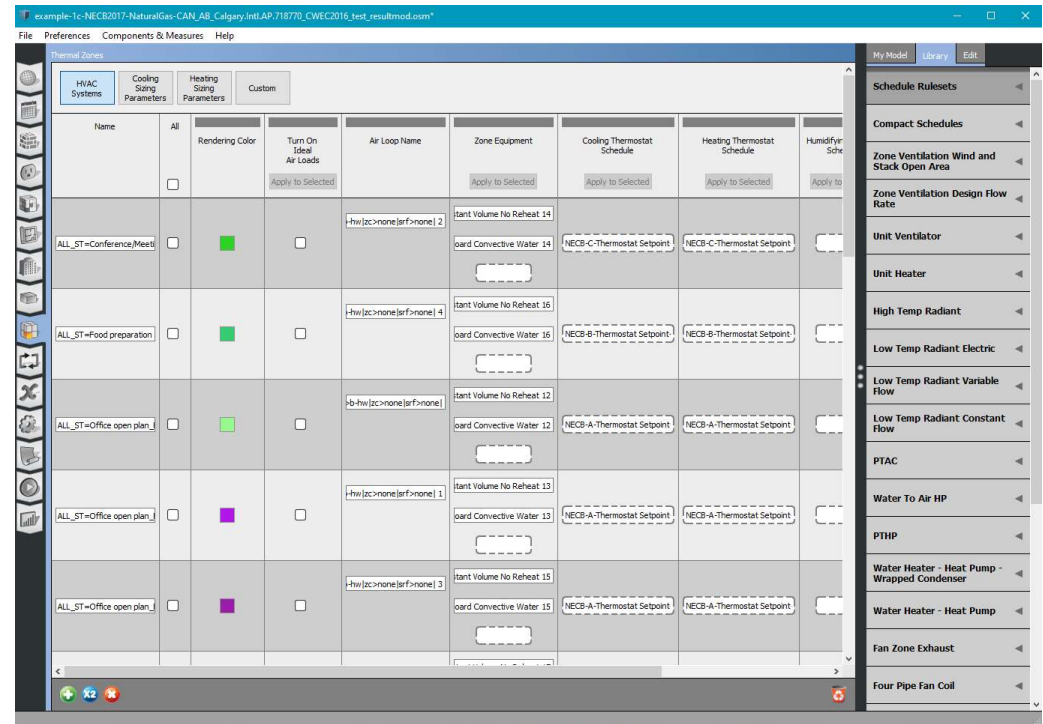 example-1c-NECB2017-NaturalGas-CAN_AB_Calgary.Intl.AP.718770_CWEC2016_test_resultmod.osm*
File Preferences Components & Measures Help
Thermal Zones
My Model Library Edit
HVAC Systems
Cooling Sizing Parameters
Heating Sizing Parameters
Custom
Name
All
Rendering Color
Turn On Ideal Air Loads
Air Loop Name
Zone Equipment
Cooling Thermostat Schedule
Heating Thermostat Schedule
Humidifyin
Sche
Apply to Selected
Apply to Selected
Apply to Selected
Apply to Selected
Apply to
-hw|zc>none|srf>none| 2
tant Volume No Reheat 14
ALL_ST=Conference/Meeti
oard Convective Water 14
NECB-C-Thermostat Setpoint
NECB-C-Thermostat Setpoint
-hw|zc>none|srf>none| 4
tant Volume No Reheat 16
ALL_ST=Food preparation
oard Convective Water 16
NECB-B-Thermostat Setpoint-
NECB-B-Thermostat Setpoint-
>b-hw|zc>none|srf>none|
tant Volume No Reheat 12
ALL_ST=Office open plan_
oard Convective Water 12
NECB-A-Thermostat Setpoint
NECB-A-Thermostat Setpoint
-hw|zc>none|srf>none| 1
tant Volume No Reheat 13
ALL_ST=Office open plan_
oard Convective Water 13
NECB-A-Thermostat Setpoint
NECB-A-Thermostat Setpoint
-hw|zc>none|srf>none| 3
tant Volume No Reheat 15
ALL_ST=Office open plan_
oard Convective Water 15
NECB-A-Thermostat Setpoint
NECB-A-Thermostat Setpoint
X2
Schedule Rulesets
Compact Schedules
Zone Ventilation Wind and
Stack Open Area
Zone Ventilation Design Flow
Rate
Unit Ventilator
Unit Heater
High Temp Radiant
Low Temp Radiant Electric
Low Temp Radiant Variable
Flow
Low Temp Radiant Constant
Flow
PTAC
Water To Air HP
PTHP
Water Heater - Heat Pump -
Wrapped Condenser
Water Heater - Heat Pump
Fan Zone Exhaust
Four Pipe Fan Coil